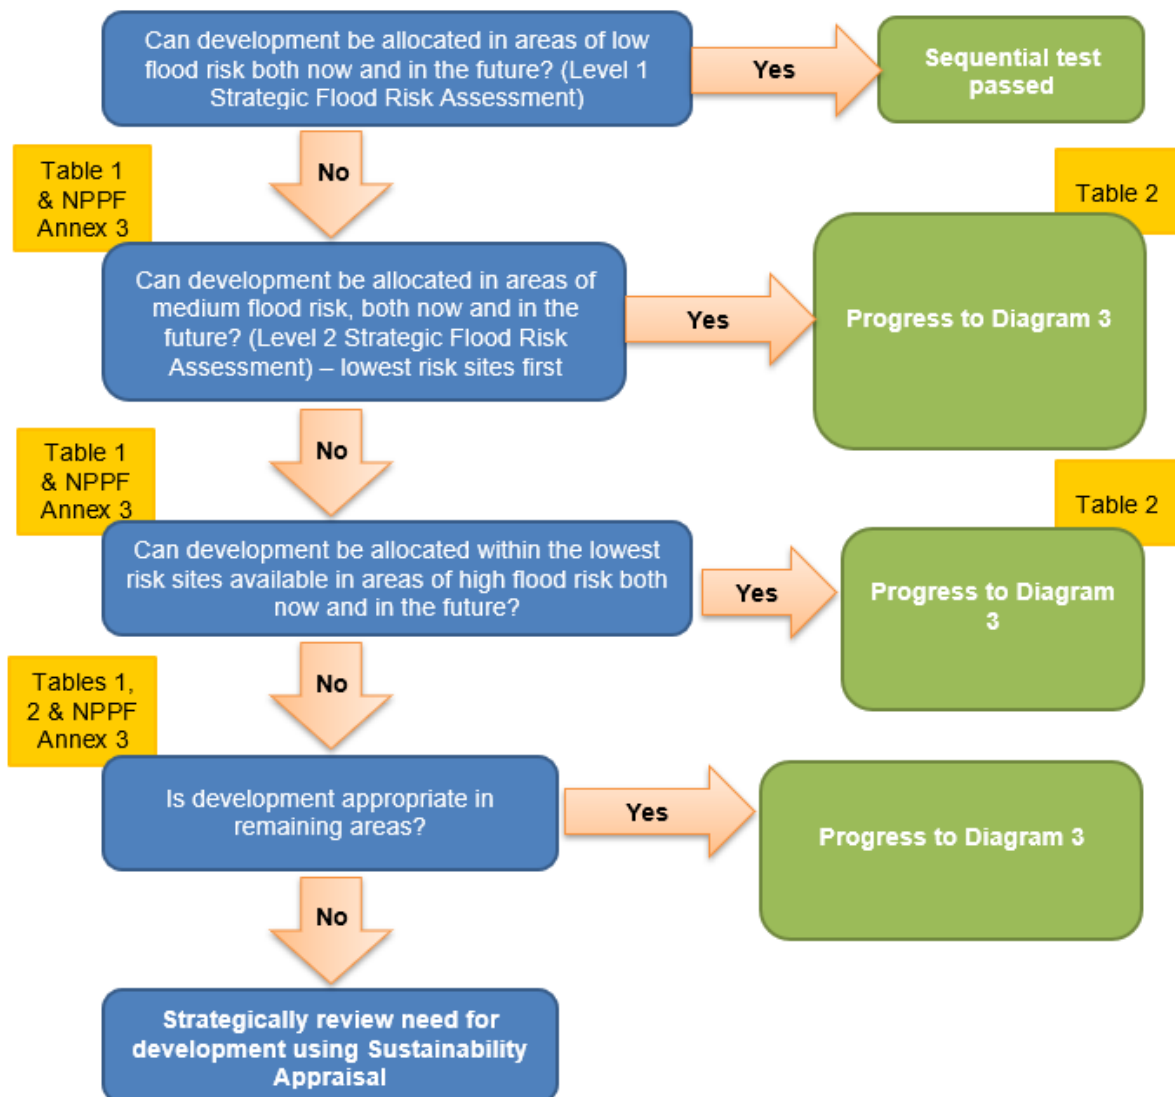 Can development be allocated in areas of low
flood risk both now and in the future? (Level 1
Strategic Flood Risk Assessment)
Yes
Sequential test
passed
No
Table 1
& NPPF
Annex 3
Table 2
Can development be allocated in areas of
medium flood risk, both now and in the
future? (Level 2 Strategic Flood Risk
Assessment) – lowest risk sites first
Yes
Progress to Diagram 3
No
Table 1
& NPPF
Annex 3
Table 2
Can development be allocated within the lowest
risk sites available in areas of high flood risk both
now and in the future?
Yes
Progress to Diagram
3
No
Tables 1,
2 & NPPF
Annex 3
Is development appropriate in
remaining areas?
Yes
Progress to Diagram 3
No
Strategically review need for
development using Sustainability
Appraisal